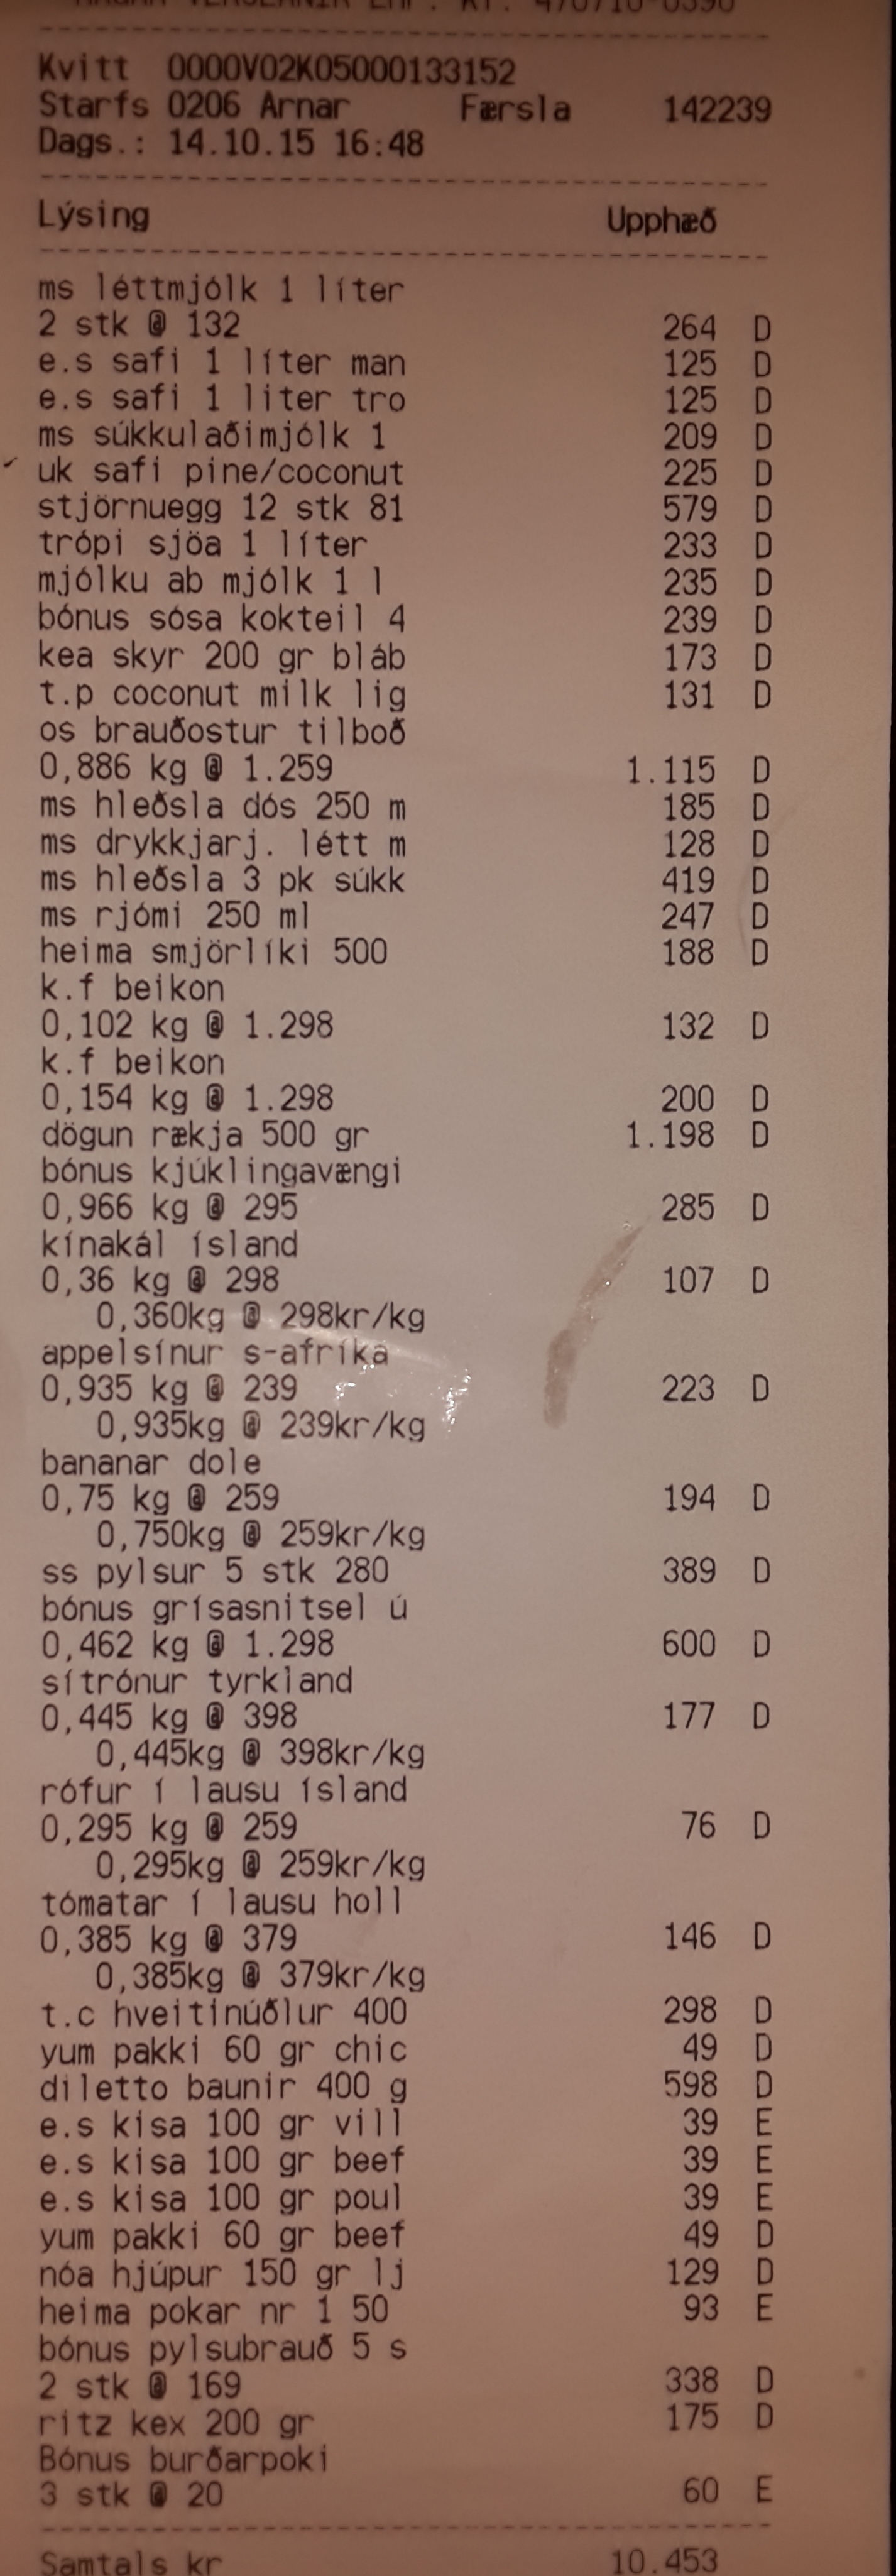 Kvitt 0000V02K05000133152
Starfs 0206 Arnar Færsla 142239
Dags.: 14.10.15 16:48
Lýsing Upphæð
ms léttmjólk 1 líter
2 stk @ 132 264 D
e.s safi 1 líter man 125 D
e.s safi 1 liter tro 125 D
ms súkkulaðimjólk 1 209 D
uk safi pine/coconut 225 D
stjörnuegg 12 stk 81 579 D
trópi sjöa 1 líter 233 D
mjólku ab mjólk 1 l 235 D
bónus sósa kokteil 4 239 D
kea skyr 200 gr bláb 173 D
t.p coconut milk lig 131 D
os brauðostur tilboð
0,886 kg @ 1.259 1.115 D
ms hleðsla dós 250 m 185 D
ms drykkjarj. létt m 128 D
ms hleðsla 3 pk súkk 419 D
ms rjómi 250 ml 247 D
heima smjörlíki 500 188 D
k.f beikon
0,102 kg @ 1.298 132 D
k.f beikon
0,154 kg @ 1.298 200 D
dögun rækja 500 gr 1.198 D
bónus kjúklingavængi
0,966 kg @ 295 285 D
kínakál ísland
0,36 kg @ 298 107 D
0,360kg @ 298kr/kg
appelsínur s-afríka
0,935 kg @ 239 223 D
0,935kg @ 239kr/kg
bananar dole
0,75 kg @ 259 194 D
0,750kg @ 259kr/kg
ss pylsur 5 stk 280 389 D
bónus grísasnitsel ú
0,462 kg @ 1.298 600 D
sítrónur tyrkland
0,445 kg @ 398 177 D
0,445kg @ 398kr/kg
rófur í lausu ísland
0,295 kg @ 259 76 D
0,295kg @ 259kr/kg
tómatar í lausu holl
0,385 kg @ 379 146 D
0,385kg @ 379kr/kg
t.c hveitinúðlur 400 298 D
yum pakki 60 gr chic 49 D
diletto baunir 400 g 598 D
e.s kisa 100 gr vill 39 E
e.s kisa 100 gr beef 39 E
e.s kisa 100 gr poul 39 E
yum pakki 60 gr beef 49 D
nóa hjúpur 150 gr lj 129 D
heima pokar nr 1 50 93 E
bónus pylsubrauð 5 s
2 stk @ 169 338 D
ritz kex 200 gr 175 D
Bónus burðarpoki
3 stk @ 20 60 E
Samtals kr 10.453